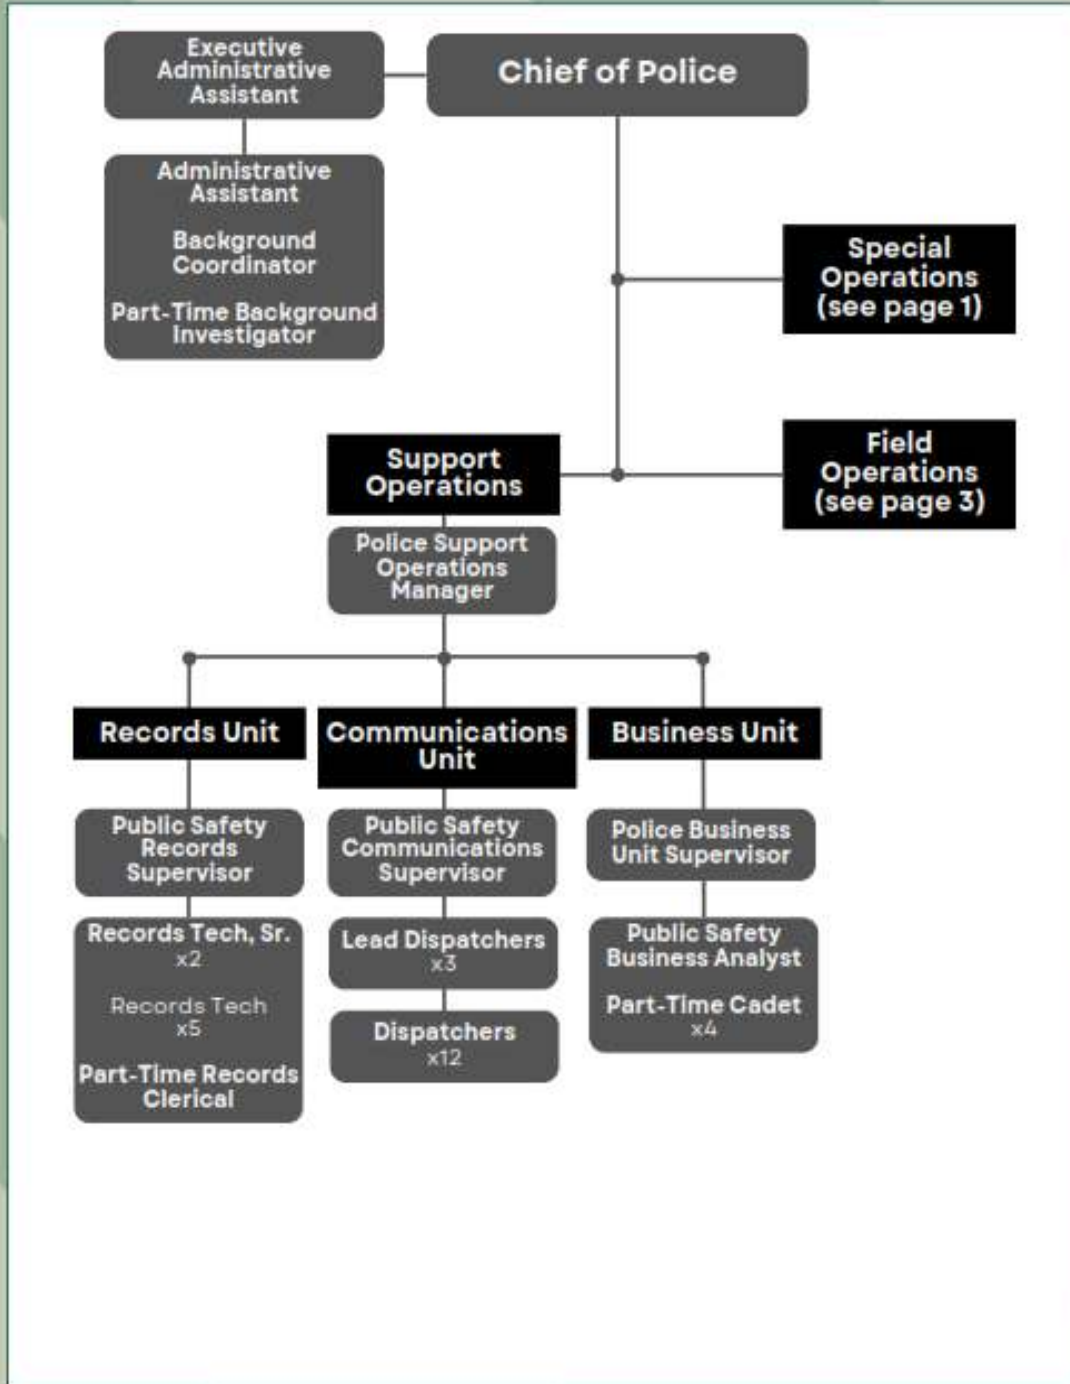 Executive
Administrative
Assistant
Chief of Police
Administrative
Assistant
Background
Coordinator
Part-Time Background
Investigator
Special
Operations
(see page 1)
Field
Operations
(see page 3)
Support
Operations
Police Support
Operations
Manager
Records Unit
Communications
Unit
Business Unit
Public Safety
Records
Supervisor
Public Safety
Communications
Supervisor
Police Business
Unit Supervisor
Records Tech, Sr.
x2
Records Tech
x5
Part-Time Records
Clerical
Lead Dispatchers
x3
Dispatchers
x12
Public Safety
Business Analyst
Part-Time Cadet
x4